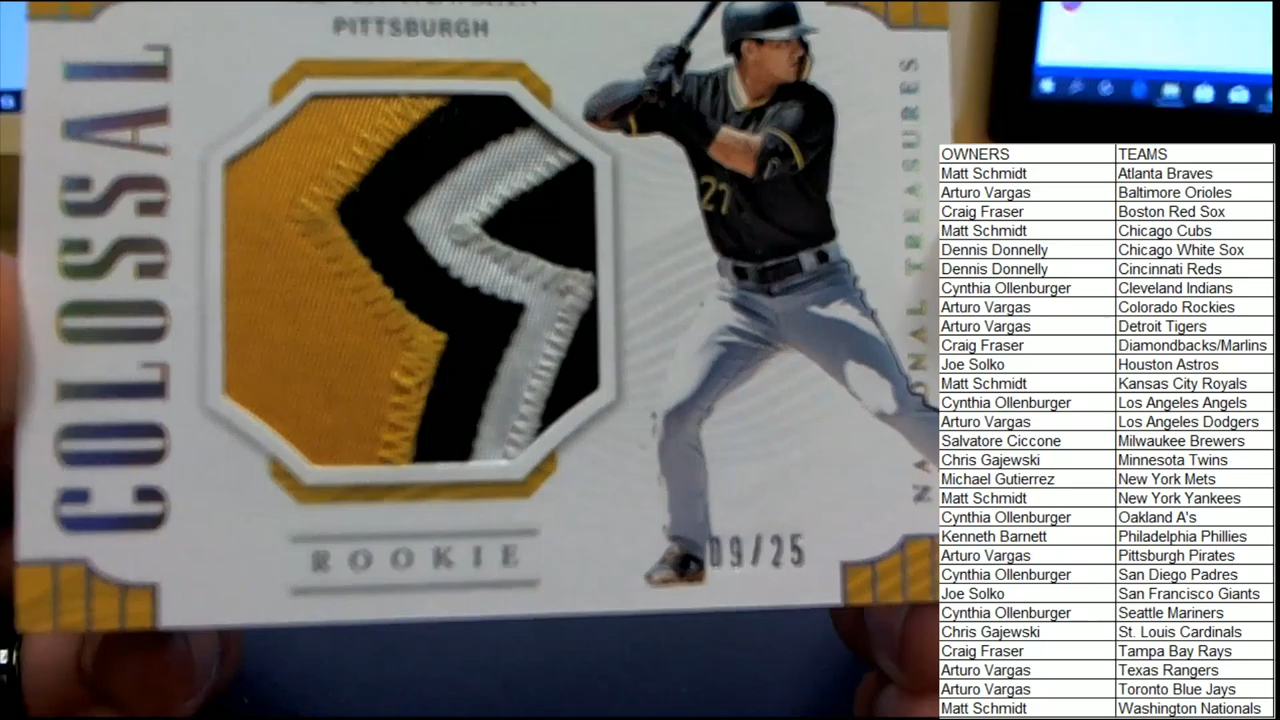 PITTSBURGH
COLOSSAL
27
NATIONAL TREASURES
ROOKIE
09/25
OWNERS TEAMS
Matt Schmidt Atlanta Braves
Arturo Vargas Baltimore Orioles
Craig Fraser Boston Red Sox
Matt Schmidt Chicago Cubs
Dennis Donnelly Chicago White Sox
Dennis Donnelly Cincinnati Reds
Cynthia Ollenburger Cleveland Indians
Arturo Vargas Colorado Rockies
Arturo Vargas Detroit Tigers
Craig Fraser Diamondbacks/Marlins
Joe Solko Houston Astros
Matt Schmidt Kansas City Royals
Cynthia Ollenburger Los Angeles Angels
Arturo Vargas Los Angeles Dodgers
Salvatore Ciccone Milwaukee Brewers
Chris Gajewski Minnesota Twins
Michael Gutierrez New York Mets
Matt Schmidt New York Yankees
Cynthia Ollenburger Oakland A's
Kenneth Barnett Philadelphia Phillies
Arturo Vargas Pittsburgh Pirates
Cynthia Ollenburger San Diego Padres
Joe Solko San Francisco Giants
Cynthia Ollenburger Seattle Mariners
Chris Gajewski St. Louis Cardinals
Craig Fraser Tampa Bay Rays
Arturo Vargas Texas Rangers
Arturo Vargas Toronto Blue Jays
Matt Schmidt Washington Nationals